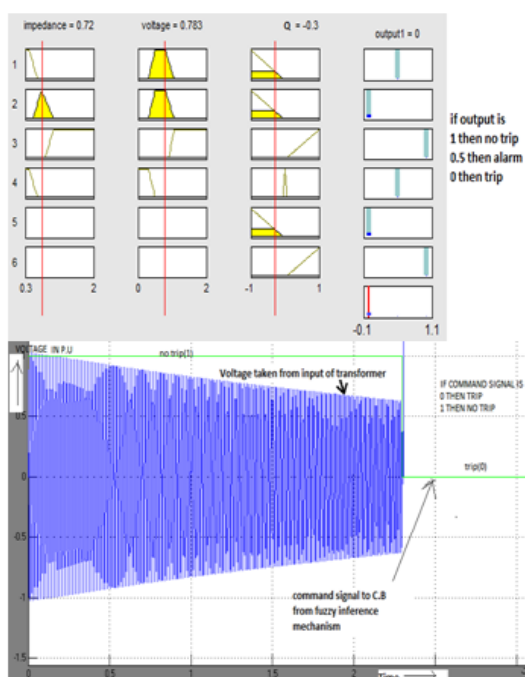 impedance = 0.72
voltage = 0.783
Q = -0.3
output1 = 0
1
2
3
4
5
6
0.3
2
0
2
-1
1
-0.1
1.1
if output is
1 then no trip
0.5 then alarm
0 then trip
VOLTAGE IN P.U
no trip(1)
Voltage taken from input of transformer
IF COMMAND SIGNAL IS
0 THEN TRIP
1 THEN NO TRIP
trip(0)
command signal to C.B
from fuzzy inference
mechanism
0.5
0
-0.5
-1
-1.5
0
0.5
1
1.5
2
2.5
3
Time